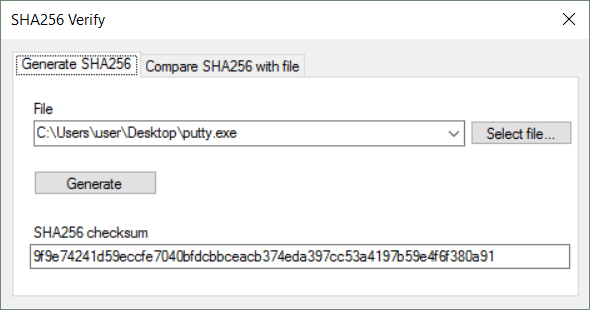 SHA256 Verify
Generate SHA256
Compare SHA256 with file
File
C:\Users\user\Desktop\putty.exe
Select file...
Generate
SHA256 checksum
9f9e74241d59eccfe7040bfdcbbceacb374eda397cc53a4197b59e4f6f380a91